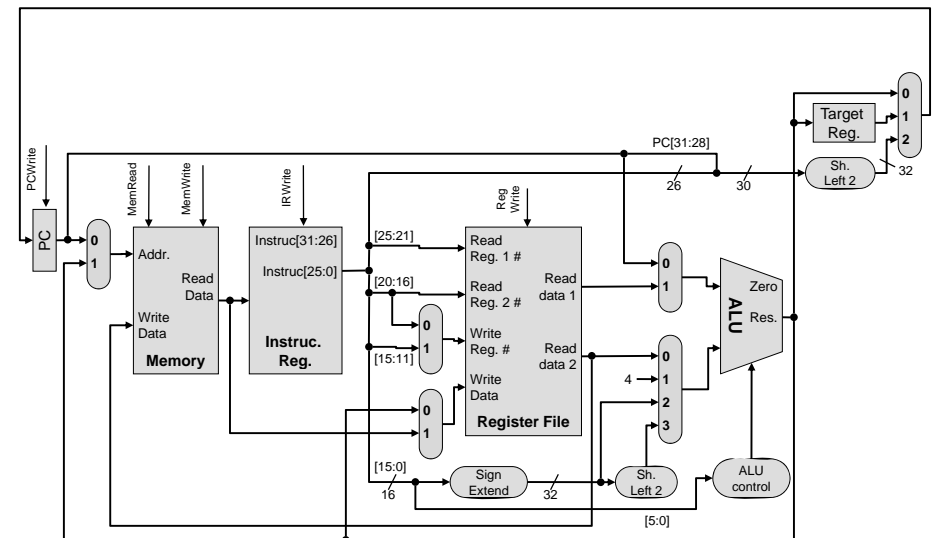 0
1
2
Target
Reg.
PC[31:28]
26
30
Sh.
Left 2
32
PCWrite
MemRead
MemWrite
IRWrite
Reg
Write
PC
0
1
Addr.
Read
Data
Write
Data
Memory
Instruc[31:26]
Instruc[25:0]
Instruc.
Reg.
[25:21]
[20:16]
[15:11]
0
1
0
1
Read
Reg. 1 #
Read
Reg. 2 #
Write
Reg. #
Write
Data
Read
data 1
Read
data 2
Register File
0
1
4
0
1
2
3
ALU
Zero
Res.
[15:0]
16
Sign
Extend
32
Sh.
Left 2
ALU
control
[5:0]